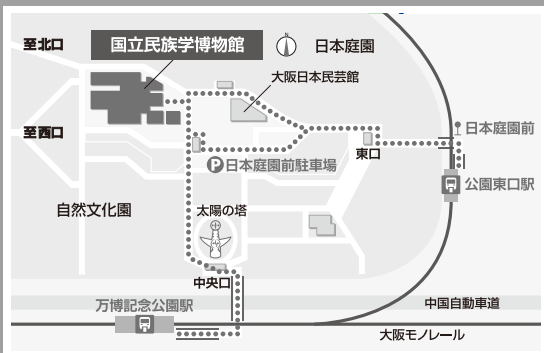 至北口
国立民族学博物館
日本庭園
大阪日本民芸館
至西口
日本庭園前
東口
P日本庭園前駐車場
公園東口駅
自然文化園
太陽の塔
中央口
万博記念公園駅
中国自動車道
大阪モノレール